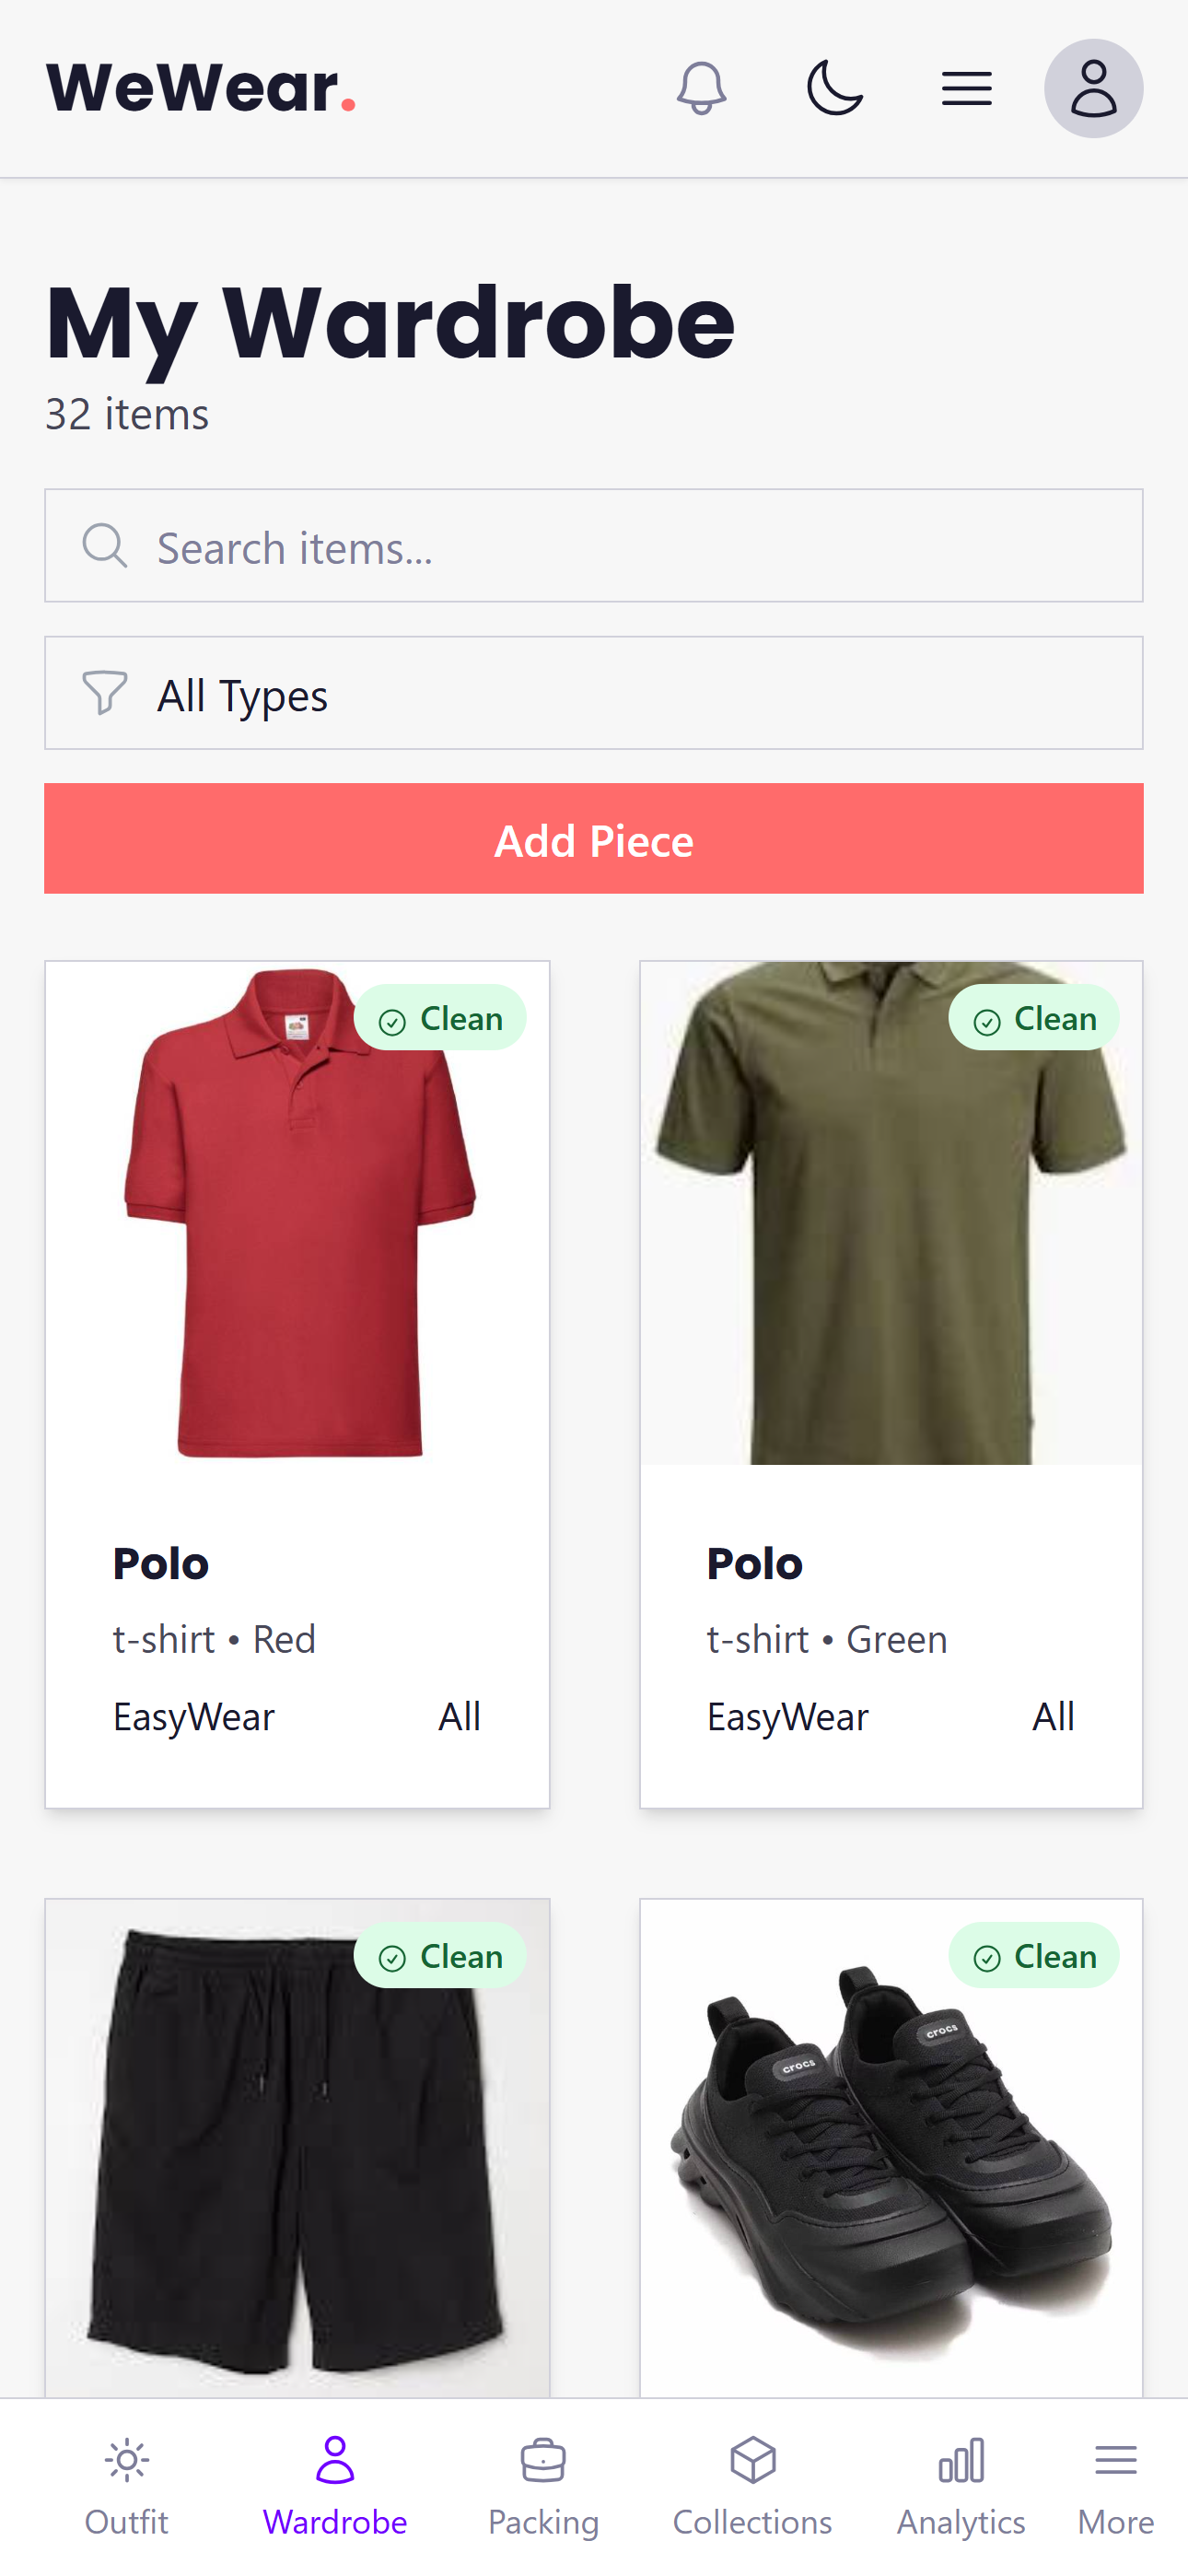 WeWear.
My Wardrobe
32 items
Search items...
All Types
Add Piece
Clean
Clean
Polo
Polo
t-shirt • Red
t-shirt • Green
EasyWear All
EasyWear All
Clean
Clean
crocs
crocs
Outfit
Wardrobe
Packing
Collections
Analytics
More